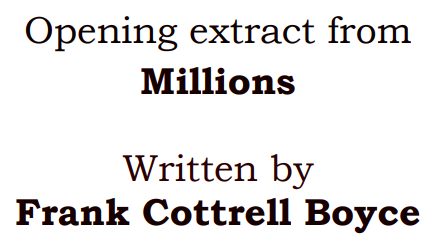 Opening extract from
Millions
Written by
Frank Cottrell Boyce